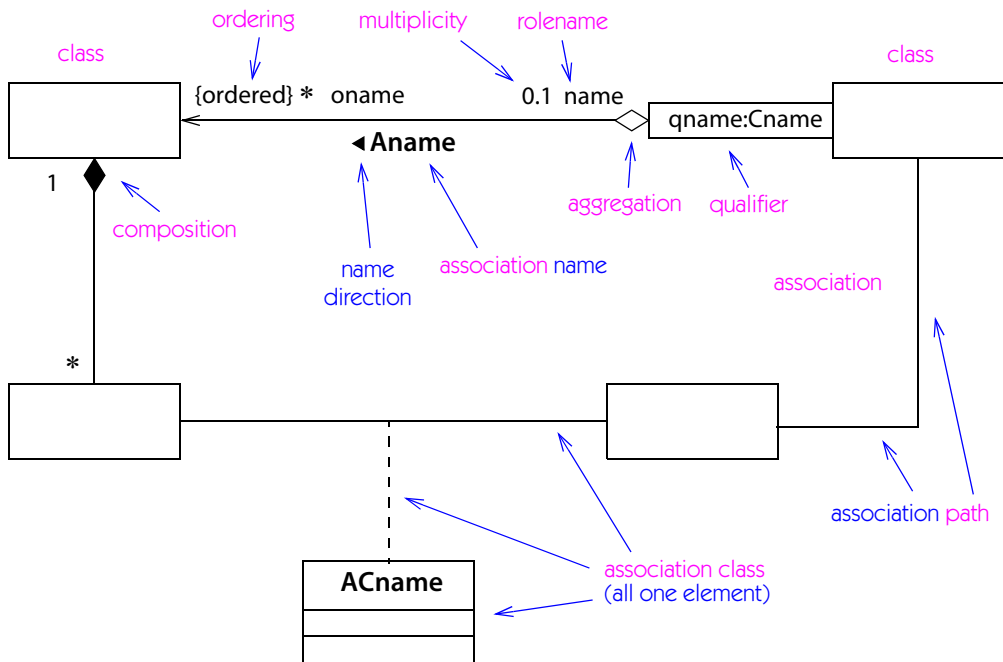 ordering
multiplicity
rolename
class
class
{ordered} * oname
0.1 name
qname:Cname
◄ Aname
1
composition
aggregation
qualifier
name
direction
association name
association
*
association path
association class
(all one element)
ACname